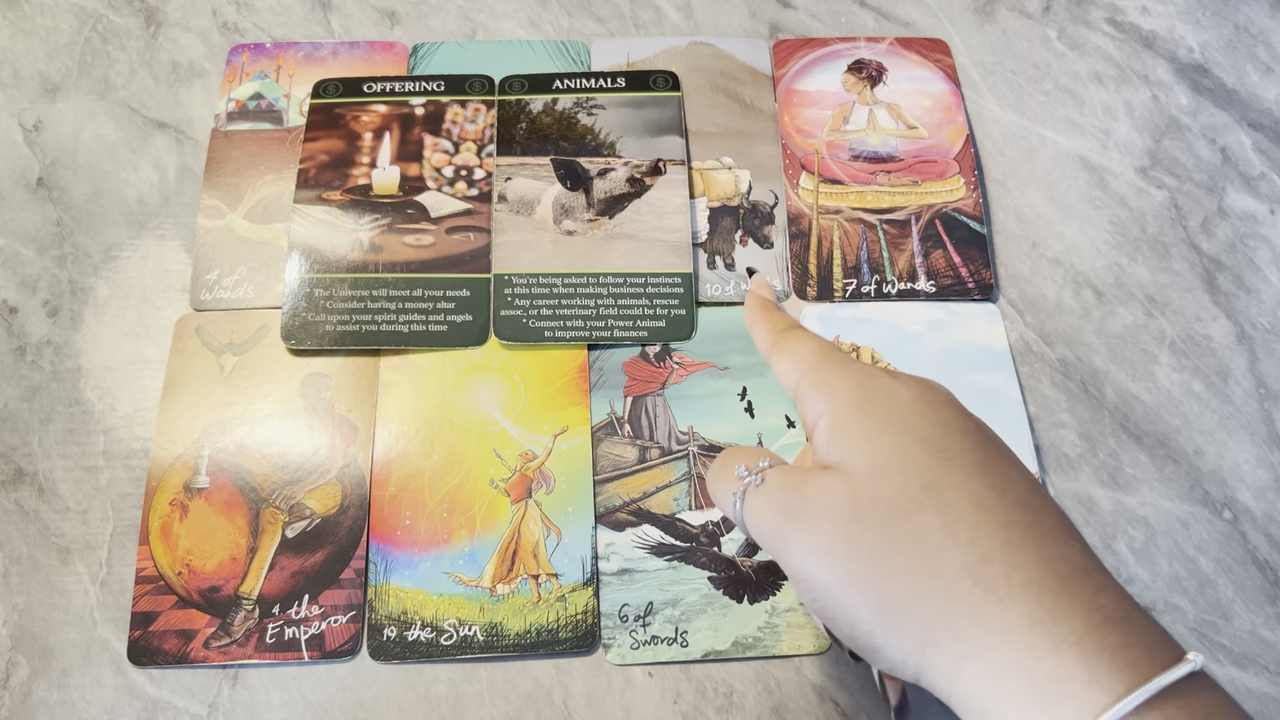 OFFERING
The Universe will meet all your needs
* Consider having a money altar
* Call upon your spirit guides and angels
to assist you during this time
ANIMALS
* You're being asked to follow your instincts
at this time when making business decisions
* Any career working with animals, rescue
assoc., or the veterinary field could be for you
* Connect with your Power Animal
to improve your finances
4 of
Wands
10 of
7 of Wands
4. the
Emperor
19 the Sun
6 of
Swords